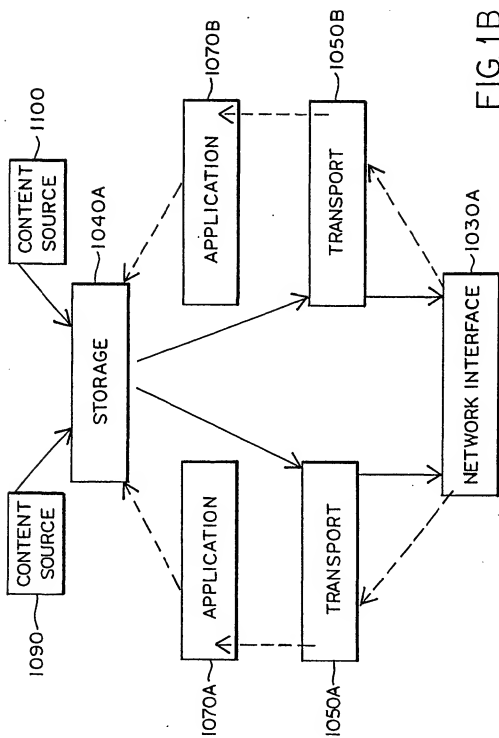 1090
CONTENT
SOURCE
CONTENT
SOURCE
1100
STORAGE
1040A
1070A
APPLICATION
APPLICATION
1070B
1050A
TRANSPORT
TRANSPORT
1050B
NETWORK INTERFACE
1030A
FIG 1B